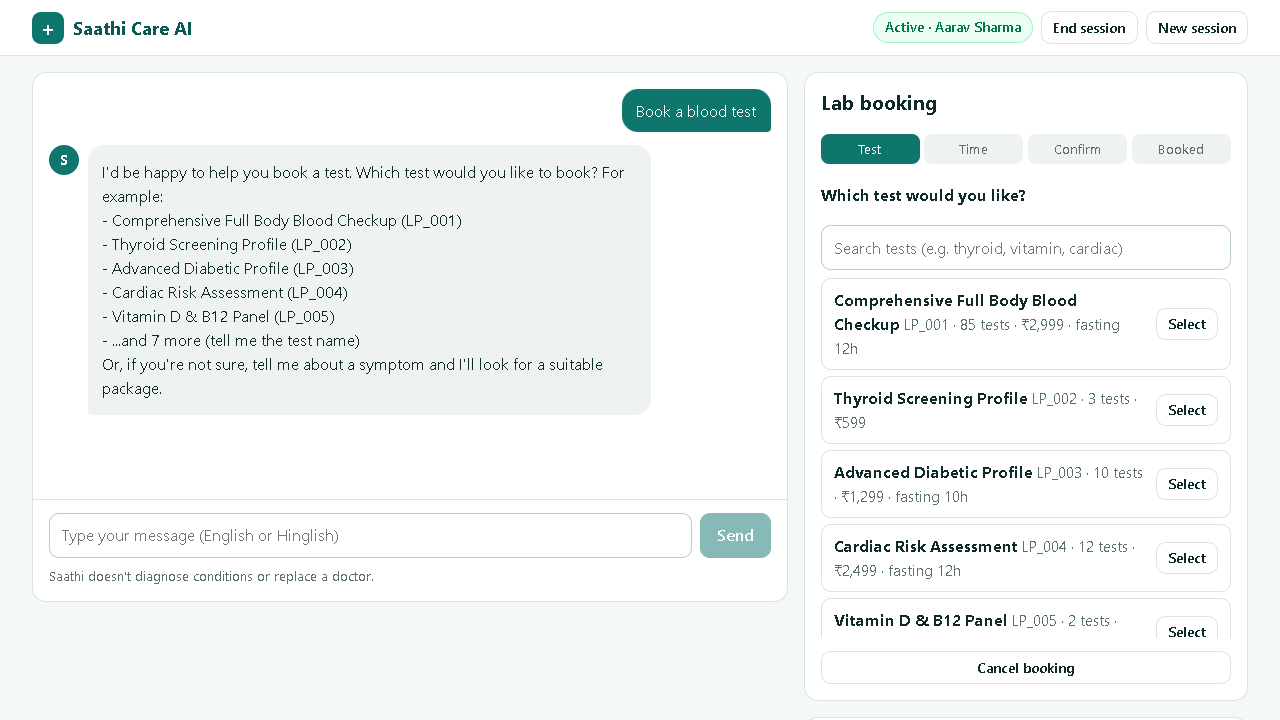 + Saathi Care AI
Active · Aarav Sharma
End session
New session
Book a blood test
S
I'd be happy to help you book a test. Which test would you like to book? For
example:
- Comprehensive Full Body Blood Checkup (LP_001)
- Thyroid Screening Profile (LP_002)
- Advanced Diabetic Profile (LP_003)
- Cardiac Risk Assessment (LP_004)
- Vitamin D & B12 Panel (LP_005)
- ...and 7 more (tell me the test name)
Or, if you're not sure, tell me about a symptom and I'll look for a suitable
package.
Type your message (English or Hinglish)
Send
Saathi doesn't diagnose conditions or replace a doctor.
Lab booking
Test
Time
Confirm
Booked
Which test would you like?
Search tests (e.g. thyroid, vitamin, cardiac)
Comprehensive Full Body Blood
Checkup LP_001 · 85 tests · ₹2,999 · fasting
12h
Select
Thyroid Screening Profile LP_002 · 3 tests ·
₹599
Select
Advanced Diabetic Profile LP_003 · 10 tests
· ₹1,299 · fasting 10h
Select
Cardiac Risk Assessment LP_004 · 12 tests ·
₹2,499 · fasting 12h
Select
Vitamin D & B12 Panel LP_005 · 2 tests ·
Select
Cancel booking